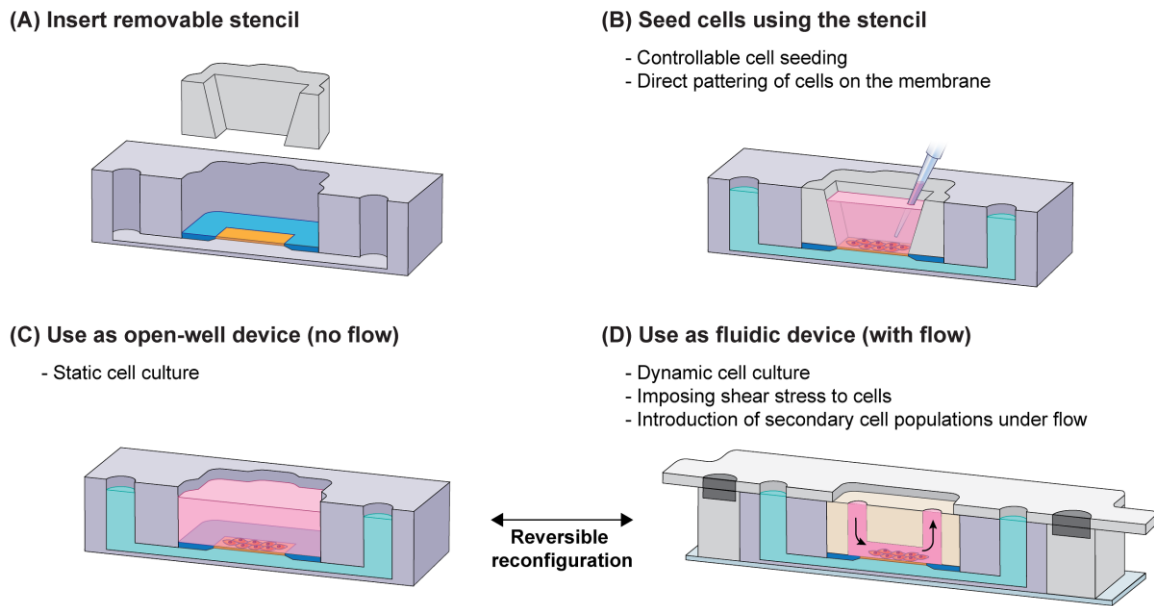 (A) Insert removable stencil
(B) Seed cells using the stencil
- Controllable cell seeding
- Direct pattering of cells on the membrane
(C) Use as open-well device (no flow)
- Static cell culture
(D) Use as fluidic device (with flow)
- Dynamic cell culture
- Imposing shear stress to cells
- Introduction of secondary cell populations under flow
Reversible
reconfiguration